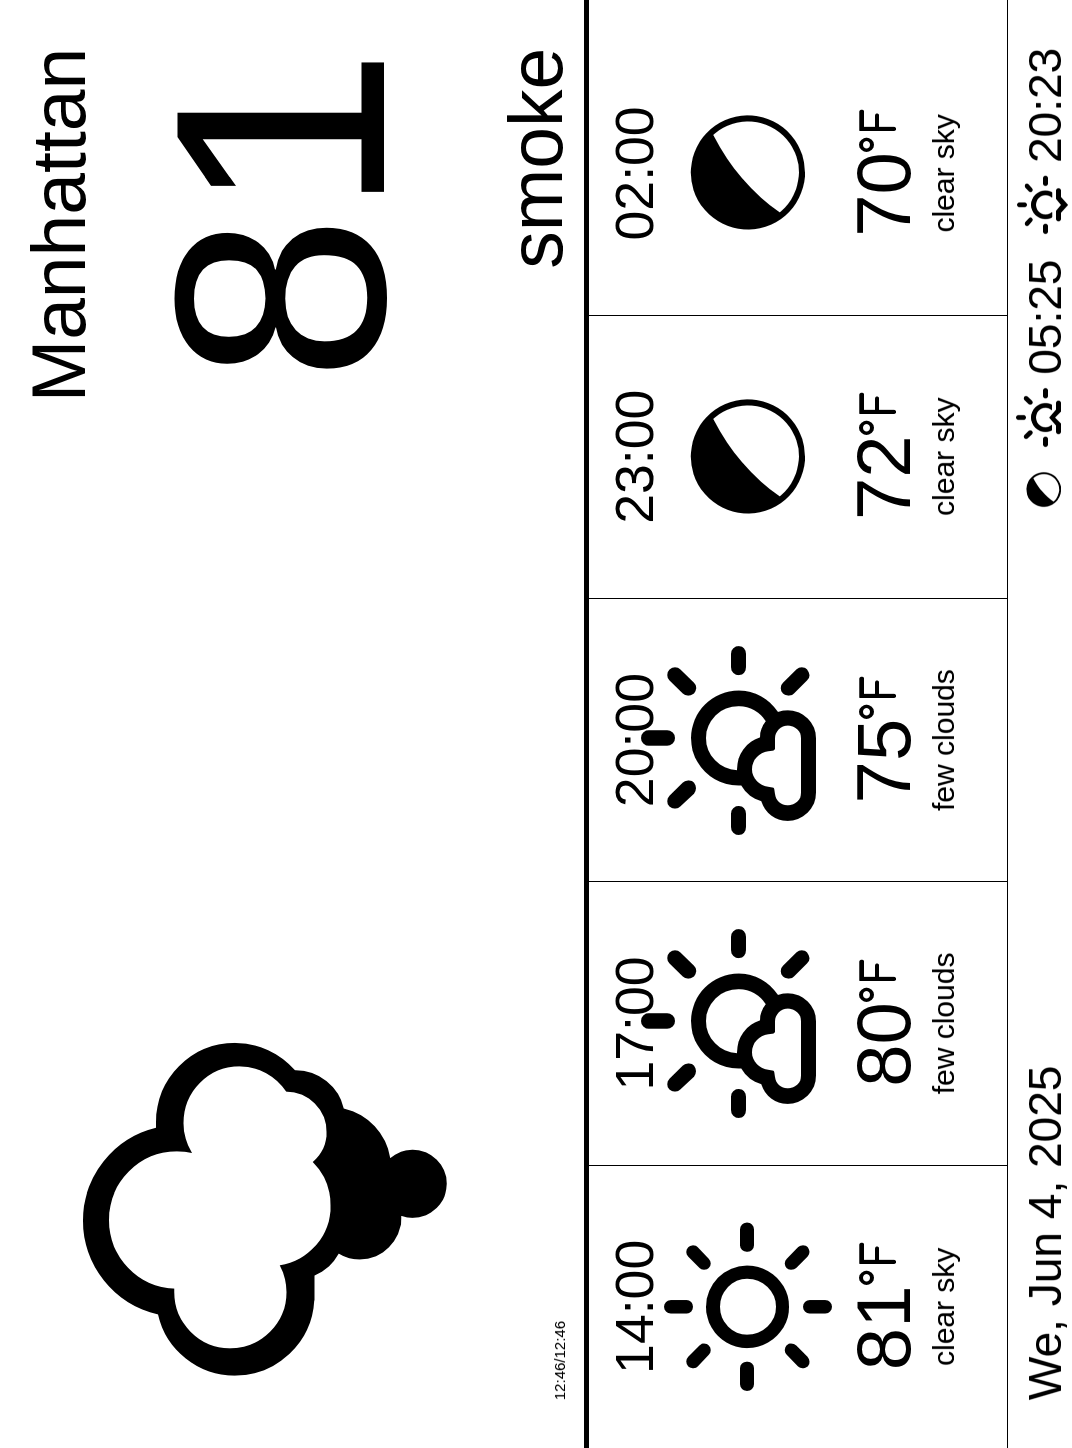 Manhattan
81
smoke
12:46/12:46
14:00 17:00 20:00 23:00 02:00
81°F 80°F 75°F 72°F 70°F
clear sky few clouds few clouds clear sky clear sky
We, Jun 4, 2025 05:25 20:23